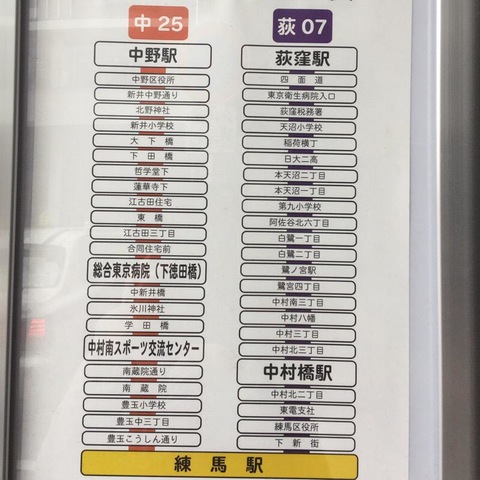 中25
中野駅
中野区役所
新井中野通り
北野神社
新井小学校
大下橋
下田橋
哲学堂下
蓮華寺下
江古田住宅
東橋
江古田三丁目
合同住宅前
総合東京病院（下徳田橋）
中新井橋
氷川神社
学田橋
中村南スポーツ交流センター
南蔵院通り
南蔵院
豊玉小学校
豊玉中三丁目
豊玉こうしん通り
荻07
荻窪駅
四面道
東京衛生病院入口
荻窪税務署
天沼小学校
稲荷横丁
日大二高
本天沼二丁目
本天沼一丁目
第九小学校
阿佐谷北六丁目
白鷺一丁目
白鷺二丁目
鷺ノ宮駅
鷺宮四丁目
中村南三丁目
中村八幡
中村三丁目
中村北三丁目
中村橋駅
中村北二丁目
東電支社
練馬区役所
下新街
練馬駅